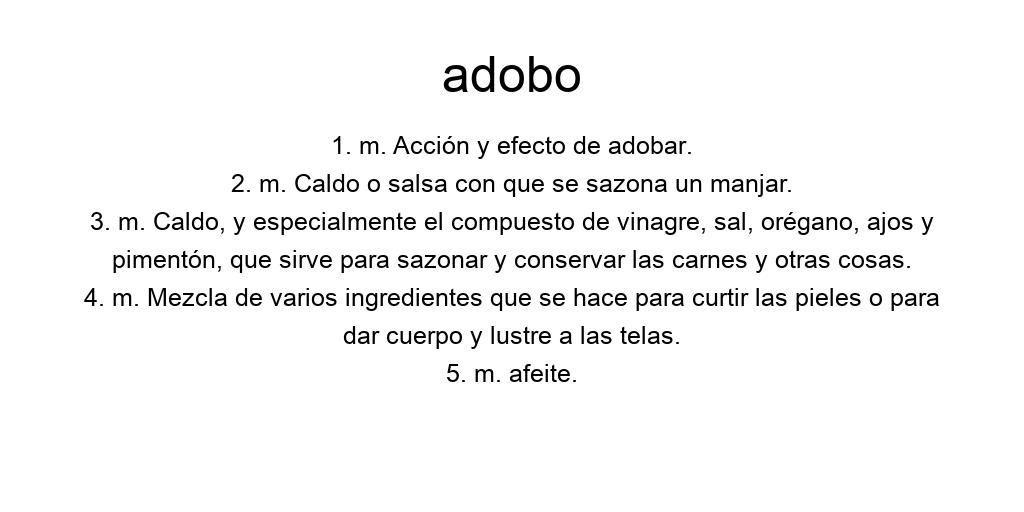 adobo
1. m. Acción y efecto de adobar.
2. m. Caldo o salsa con que se sazona un manjar.
3. m. Caldo, y especialmente el compuesto de vinagre, sal, orégano, ajos y
pimentón, que sirve para sazonar y conservar las carnes y otras cosas.
4. m. Mezcla de varios ingredientes que se hace para curtir las pieles o para
dar cuerpo y lustre a las telas.
5. m. afeite.